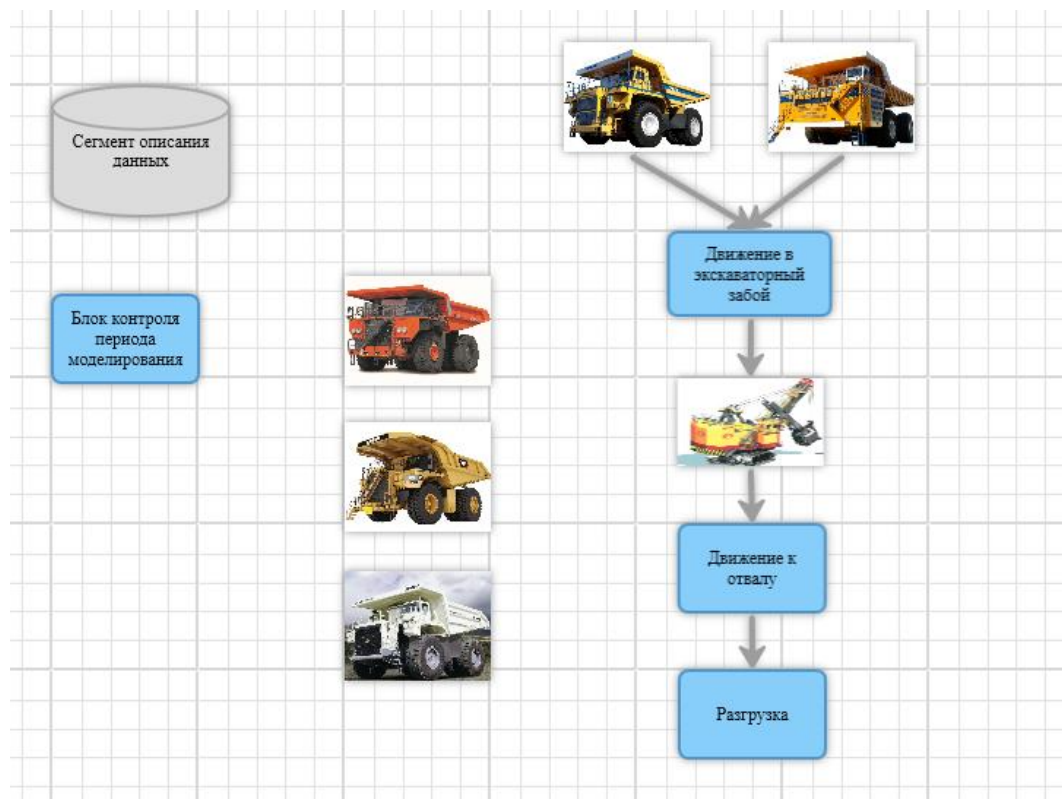 Сегмент описания
данных
Блок контроля
периода
моделирования
Движение в
экскаваторный
забой
Движение к
отвалу
Разгрузка